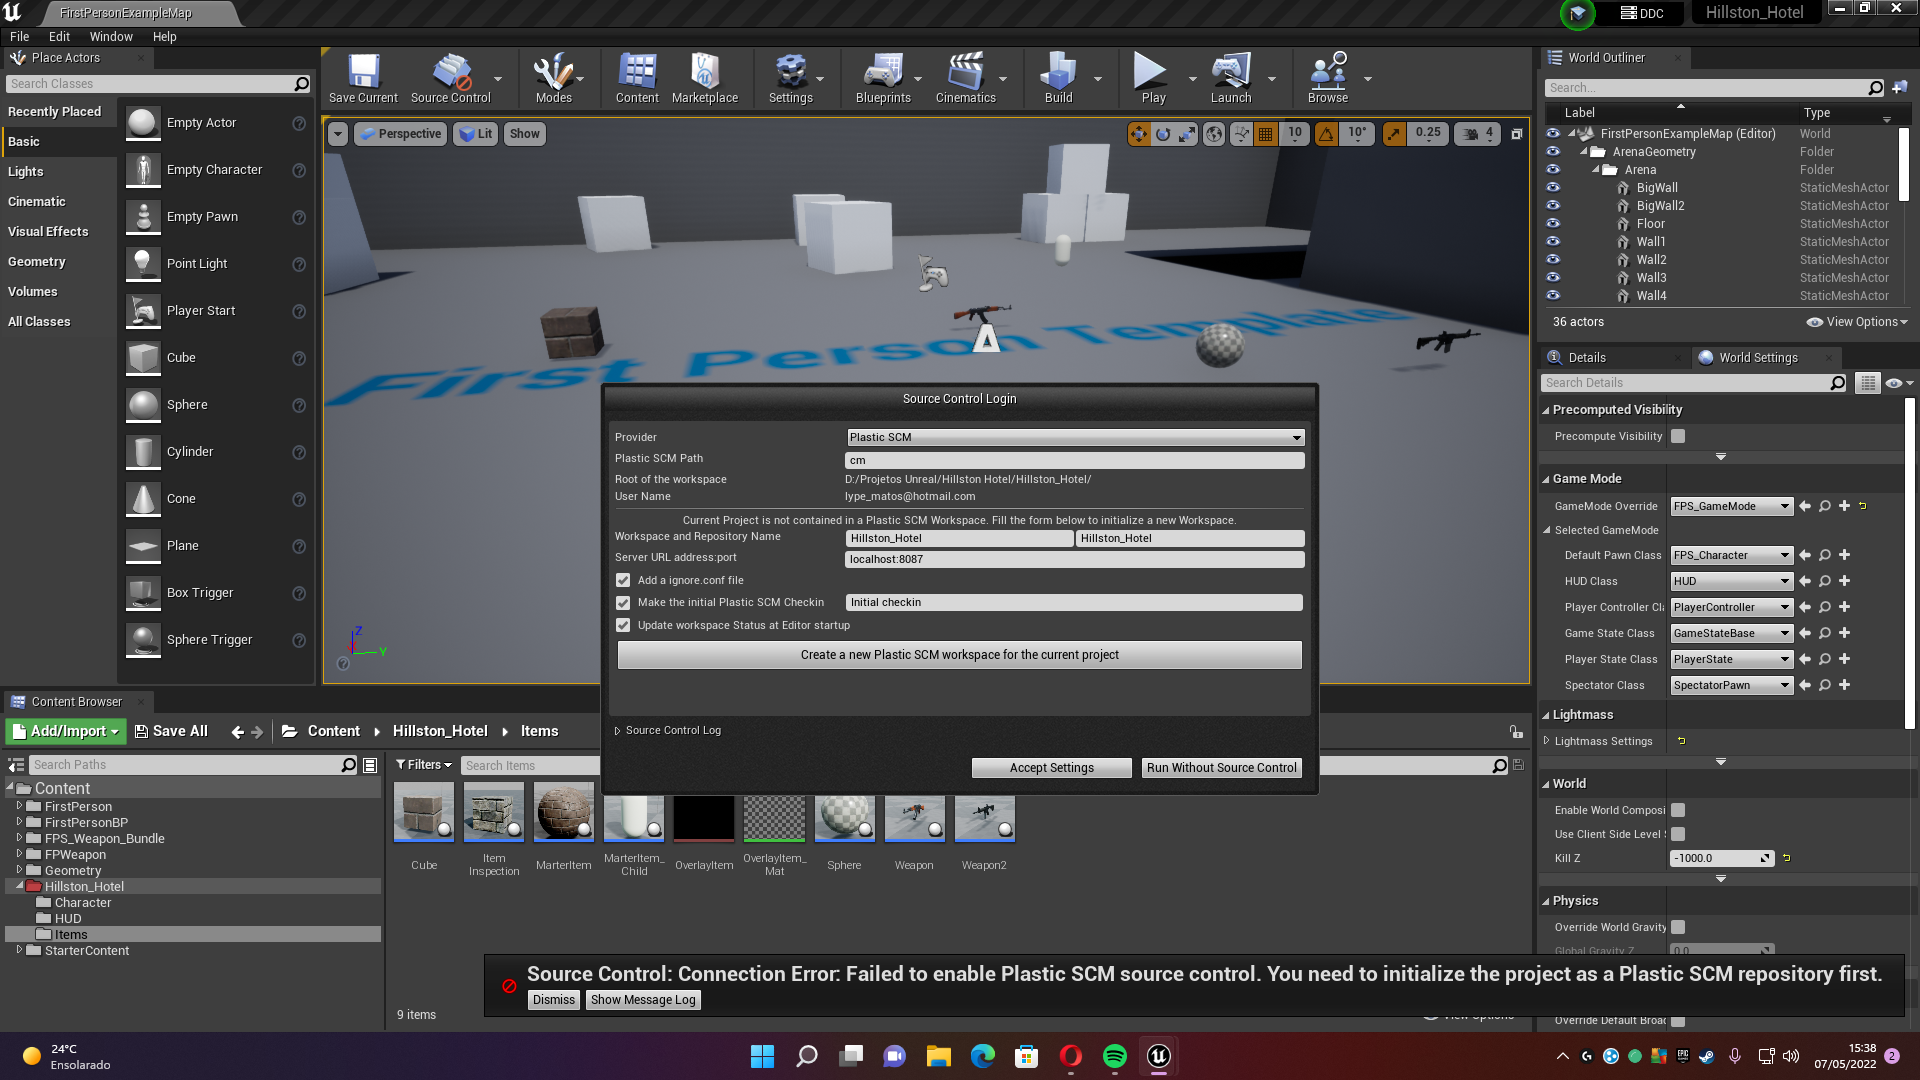 FirstPersonExampleMap
DDC
Hillston_Hotel
File Edit Window Help
Place Actors
Search Classes
Recently Placed
Basic
Lights
Cinematic
Visual Effects
Geometry
Volumes
All Classes
Empty Actor
Empty Character
Empty Pawn
Point Light
Player Start
Cube
Sphere
Cylinder
Cone
Plane
Box Trigger
Sphere Trigger
Save Current
Source Control
Modes
Content
Marketplace
Settings
Blueprints
Cinematics
Build
Play
Launch
Browse
Perspective Lit Show
10 10° 0.25 4
First Person Template
Z
Y
World Outliner
Search...
Label Type
FirstPersonExampleMap (Editor) World
ArenaGeometry Folder
Arena Folder
BigWall StaticMeshActor
BigWall2 StaticMeshActor
Floor StaticMeshActor
Wall1 StaticMeshActor
Wall2 StaticMeshActor
Wall3 StaticMeshActor
Wall4 StaticMeshActor
36 actors View Options
Details World Settings
Search Details
Precomputed Visibility
Precompute Visibility
Game Mode
GameMode Override FPS_GameMode
Selected GameMode
Default Pawn Class FPS_Character
HUD Class HUD
Player Controller Cl PlayerController
Game State Class GameStateBase
Player State Class PlayerState
Spectator Class SpectatorPawn
Lightmass
Lightmass Settings
World
Enable World Composi
Use Client Side Level
Kill Z -1000.0
Physics
Override World Gravity
Global Gravity Z 0.0
Override Default Broad
Source Control Login
Provider Plastic SCM
Plastic SCM Path cm
Root of the workspace D:/Projetos Unreal/Hillston Hotel/Hillston_Hotel/
User Name lype_matos@hotmail.com
Current Project is not contained in a Plastic SCM Workspace. Fill the form below to initialize a new Workspace.
Workspace and Repository Name Hillston_Hotel Hillston_Hotel
Server URL address:port localhost:8087
Add a ignore.conf file
Make the initial Plastic SCM Checkin Initial checkin
Update workspace Status at Editor startup
Create a new Plastic SCM workspace for the current project
Source Control Log
Accept Settings Run Without Source Control
Content Browser
Add/Import Save All Content Hillston_Hotel Items
Search Paths
Filters Search Items
Content
FirstPerson
FirstPersonBP
FPS_Weapon_Bundle
FPWeapon
Geometry
Hillston_Hotel
Character
HUD
Items
StarterContent
Cube
Item Inspection
MarterItem
MarterItem_Child
OverlayItem
OverlayItem_Mat
Sphere
Weapon
Weapon2
9 items
View Options
Source Control: Connection Error: Failed to enable Plastic SCM source control. You need to initialize the project as a Plastic SCM repository first.
Dismiss Show Message Log
24°C
Ensolarado
15:38
07/05/2022
2